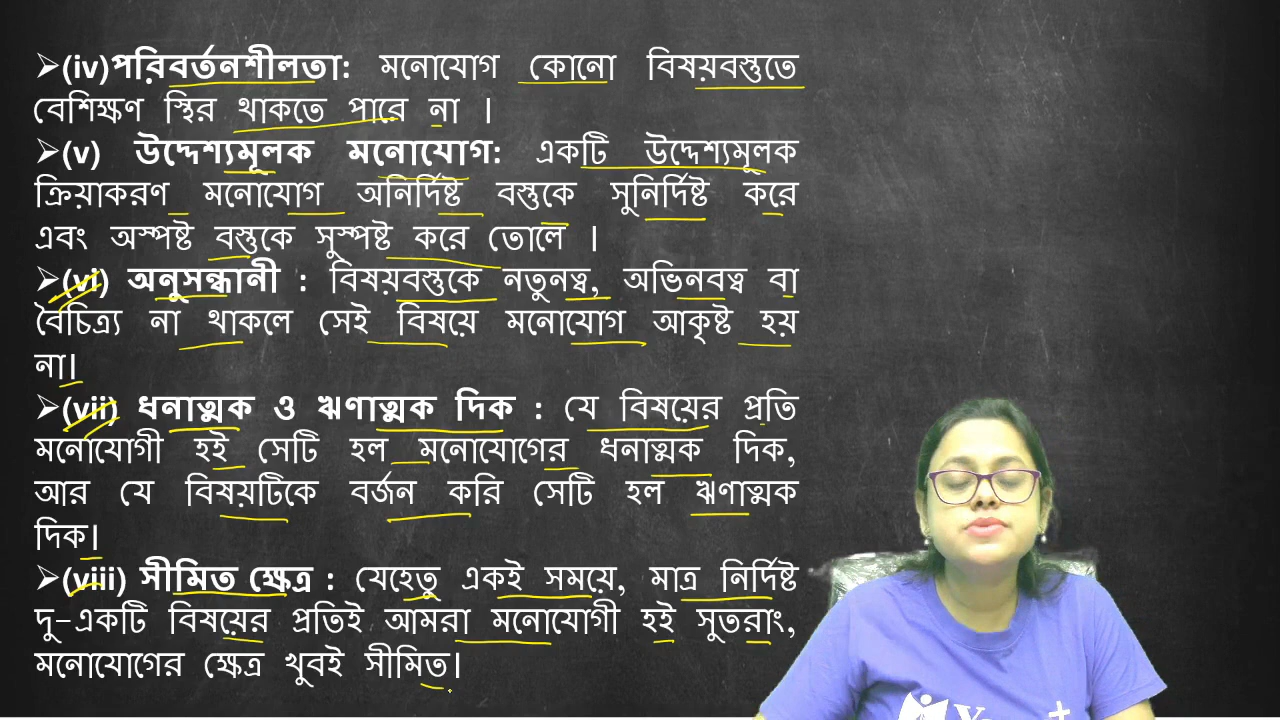 ➢(iv)পরিবর্তনশীলতা: মনোযোগ কোনো বিষয়বস্তুতে
বেশিক্ষণ স্থির থাকতে পারে না ।
➢(v) উদ্দেশ্যমূলক মনোযোগ: একটি উদ্দেশ্যমূলক
ক্রিয়াকরণ মনোযোগ অনির্দিষ্ট বস্তুকে সুনির্দিষ্ট করে
এবং অস্পষ্ট বস্তুকে সুস্পষ্ট করে তোলে ।
➢(vi) অনুসন্ধানী : বিষয়বস্তুকে নতুনত্ব, অভিনবত্ব বা
বৈচিত্র্য না থাকলে সেই বিষয়ে মনোযোগ আকৃষ্ট হয়
না।
➢(vii) ধনাত্মক ও ঋণাত্মক দিক : যে বিষয়ের প্রতি
মনোযোগী হই সেটি হল মনোযোগের ধনাত্মক দিক,
আর যে বিষয়টিকে বর্জন করি সেটি হল ঋণাত্মক
দিক।
➢(viii) সীমিত ক্ষেত্র : যেহেতু একই সময়ে, মাত্র নির্দিষ্ট
দু-একটি বিষয়ের প্রতিই আমরা মনোযোগী হই সুতরাং,
মনোযোগের ক্ষেত্র খুবই সীমিত।